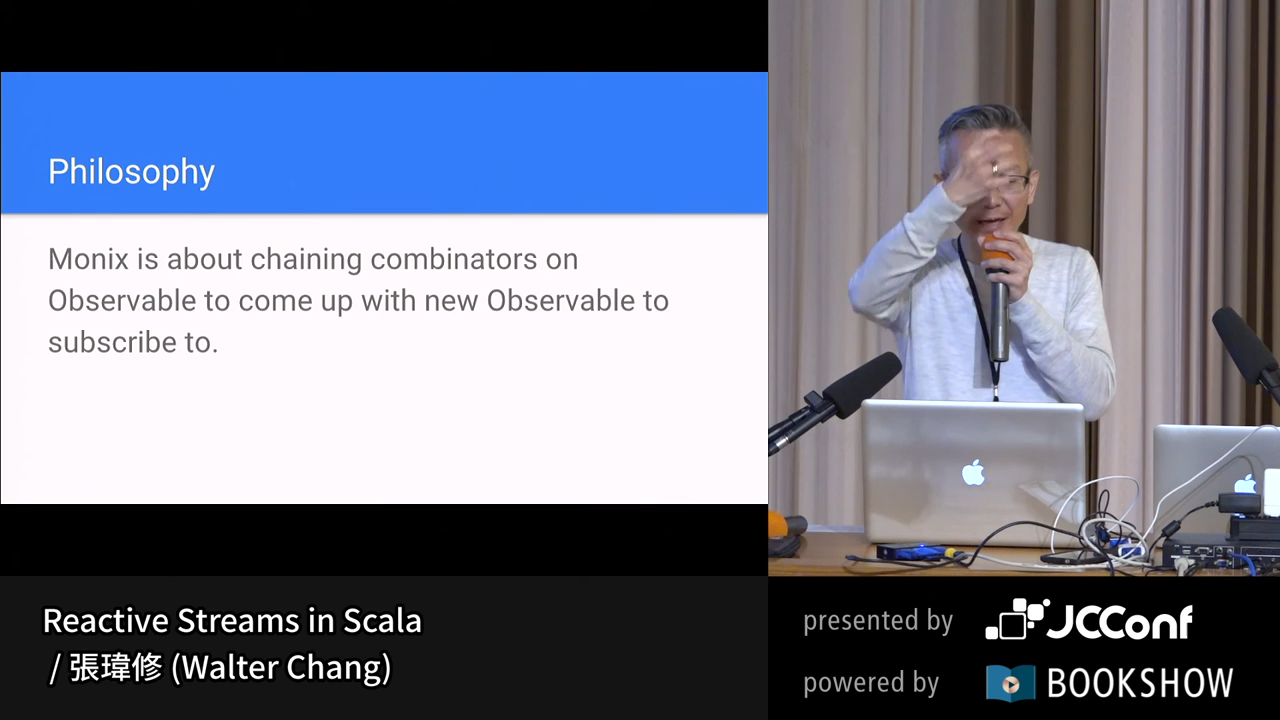 Philosophy
Monix is about chaining combinators on
Observable to come up with new Observable to
subscribe to.
Reactive Streams in Scala
/ 張瑋修 (Walter Chang)
presented by JCConf
powered by BOOKSHOW